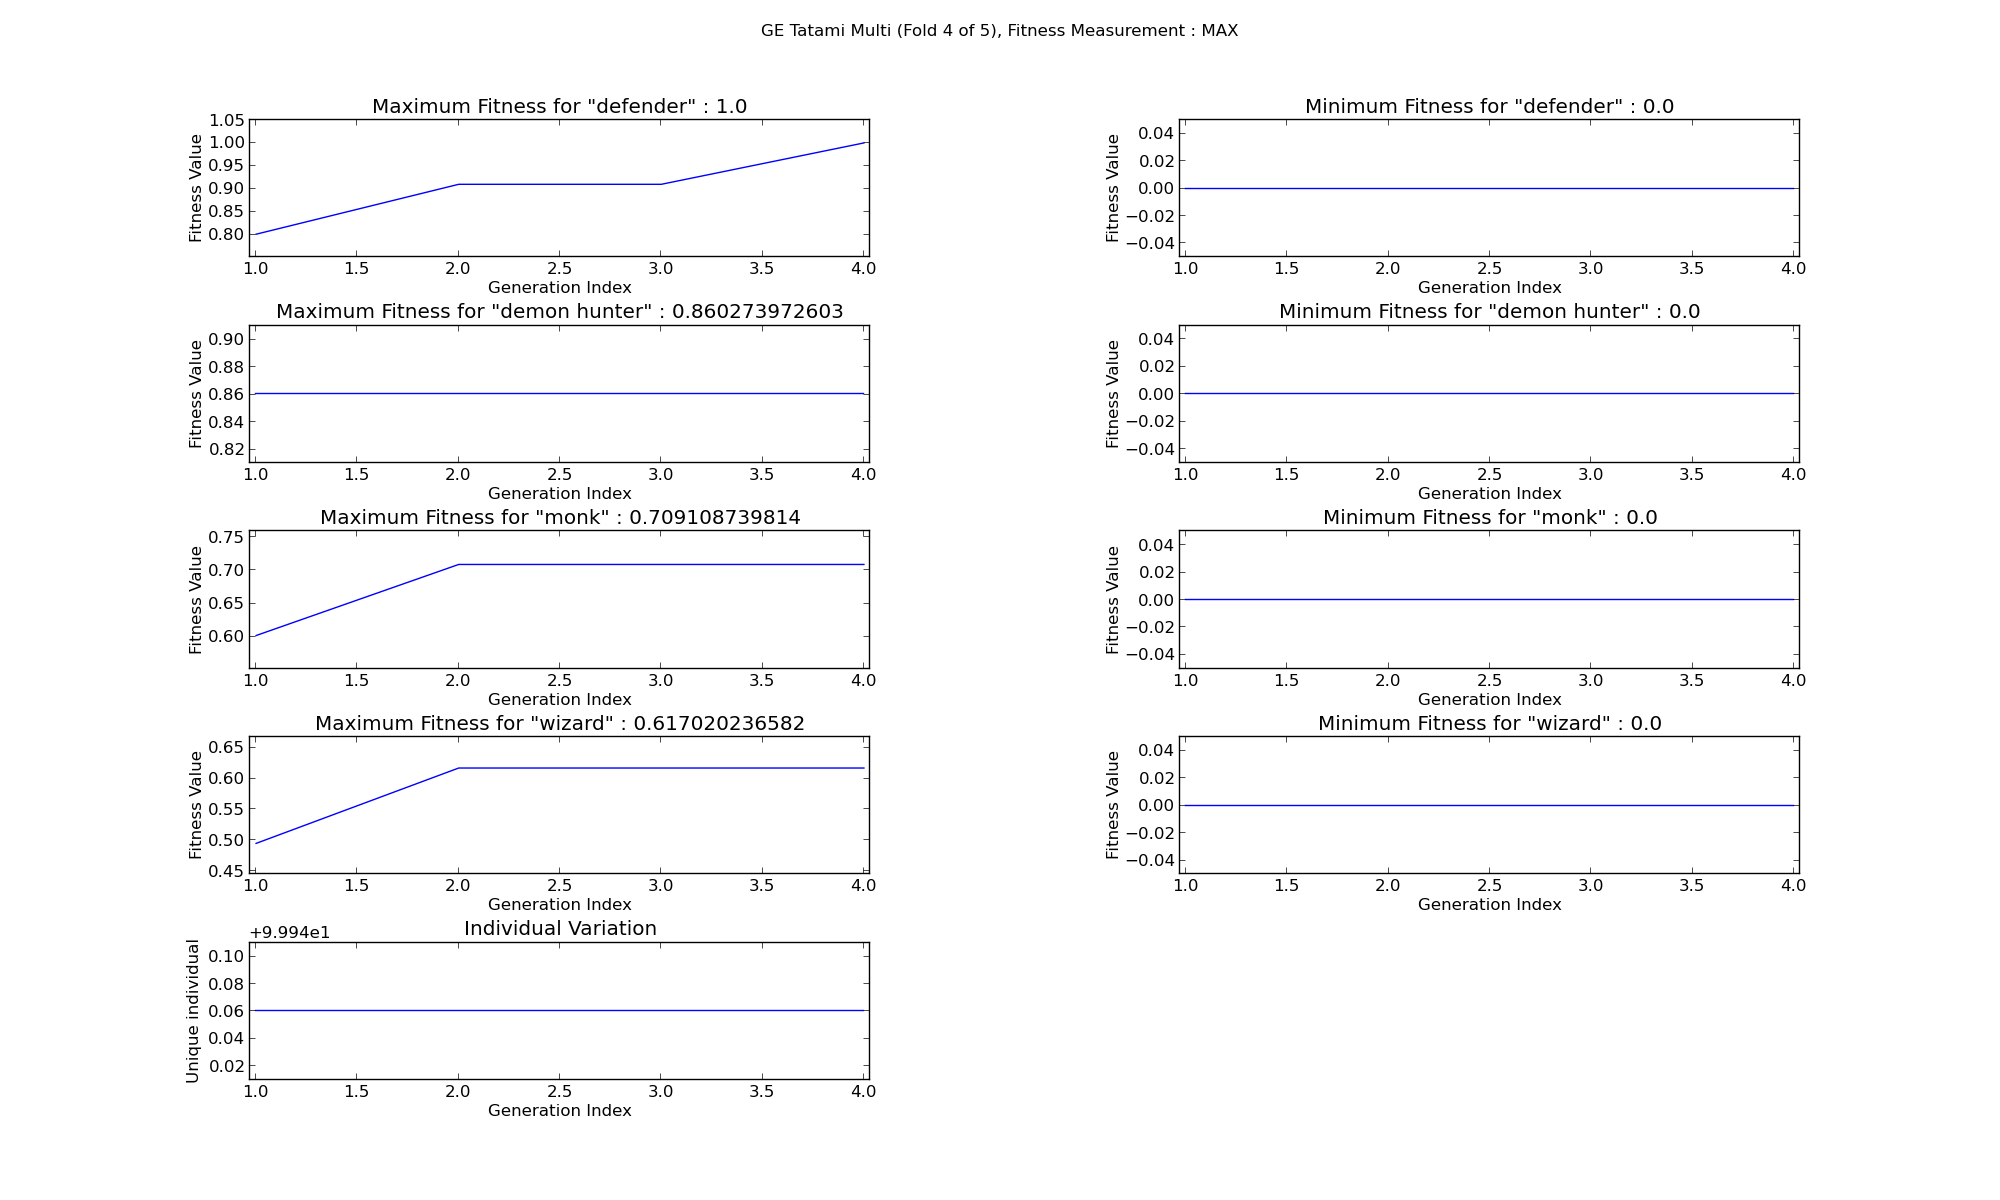 GE Tatami Multi (Fold 4 of 5), Fitness Measurement : MAX
Maximum Fitness for "defender" : 1.0
Fitness Value
1.05
1.00
0.95
0.90
0.85
0.80
1.0 1.5 2.0 2.5 3.0 3.5 4.0
Generation Index
Minimum Fitness for "defender" : 0.0
Fitness Value
0.04
0.02
0.00
−0.02
−0.04
1.0 1.5 2.0 2.5 3.0 3.5 4.0
Generation Index
Maximum Fitness for "demon hunter" : 0.860273972603
Fitness Value
0.90
0.88
0.86
0.84
0.82
1.0 1.5 2.0 2.5 3.0 3.5 4.0
Generation Index
Minimum Fitness for "demon hunter" : 0.0
Fitness Value
0.04
0.02
0.00
−0.02
−0.04
1.0 1.5 2.0 2.5 3.0 3.5 4.0
Generation Index
Maximum Fitness for "monk" : 0.709108739814
Fitness Value
0.75
0.70
0.65
0.60
1.0 1.5 2.0 2.5 3.0 3.5 4.0
Generation Index
Minimum Fitness for "monk" : 0.0
Fitness Value
0.04
0.02
0.00
−0.02
−0.04
1.0 1.5 2.0 2.5 3.0 3.5 4.0
Generation Index
Maximum Fitness for "wizard" : 0.617020236582
Fitness Value
0.65
0.60
0.55
0.50
0.45
1.0 1.5 2.0 2.5 3.0 3.5 4.0
Generation Index
Minimum Fitness for "wizard" : 0.0
Fitness Value
0.04
0.02
0.00
−0.02
−0.04
1.0 1.5 2.0 2.5 3.0 3.5 4.0
Generation Index
Individual Variation
+9.994e1
Unique individual
0.10
0.08
0.06
0.04
0.02
1.0 1.5 2.0 2.5 3.0 3.5 4.0
Generation Index